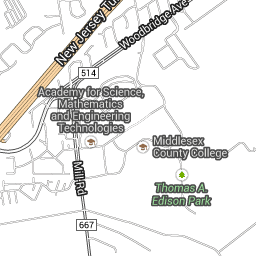 New Jersey Tu
Woodbridge Ave
514
Academy for Science,
Mathematics
and Engineering
Technologies
Middlesex
County College
Mill Rd
Thomas A.
Edison Park
667